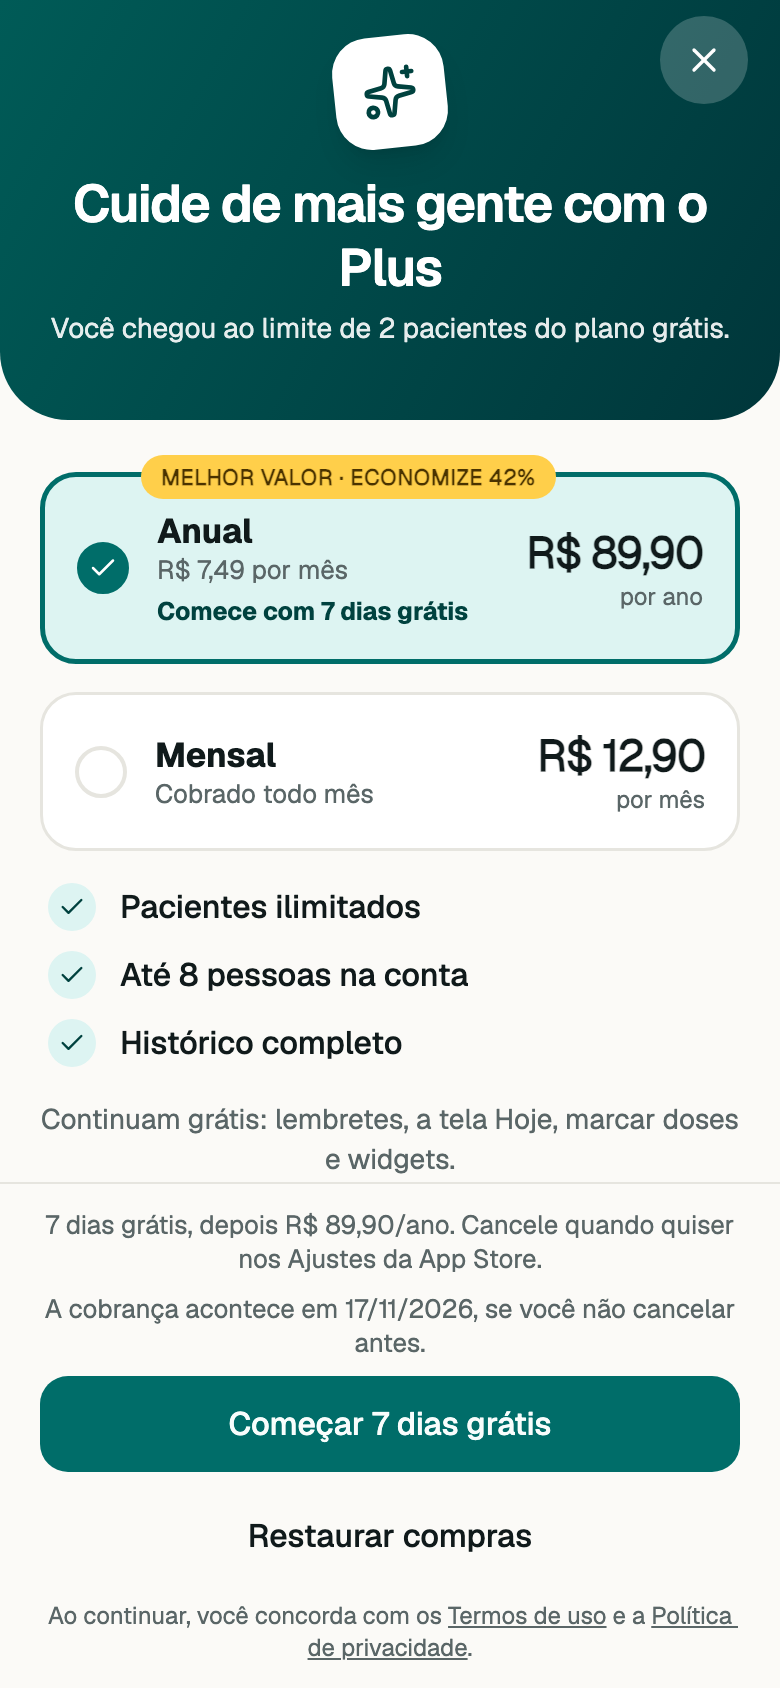 Cuide de mais gente com o
Plus
Você chegou ao limite de 2 pacientes do plano grátis.
MELHOR VALOR · ECONOMIZE 42%
Anual
R$ 7,49 por mês
Comece com 7 dias grátis
R$ 89,90
por ano
Mensal
Cobrado todo mês
R$ 12,90
por mês
Pacientes ilimitados
Até 8 pessoas na conta
Histórico completo
Continuam grátis: lembretes, a tela Hoje, marcar doses
e widgets.
7 dias grátis, depois R$ 89,90/ano. Cancele quando quiser
nos Ajustes da App Store.
A cobrança acontece em 17/11/2026, se você não cancelar
antes.
Começar 7 dias grátis
Restaurar compras
Ao continuar, você concorda com os Termos de uso e a Política
de privacidade.